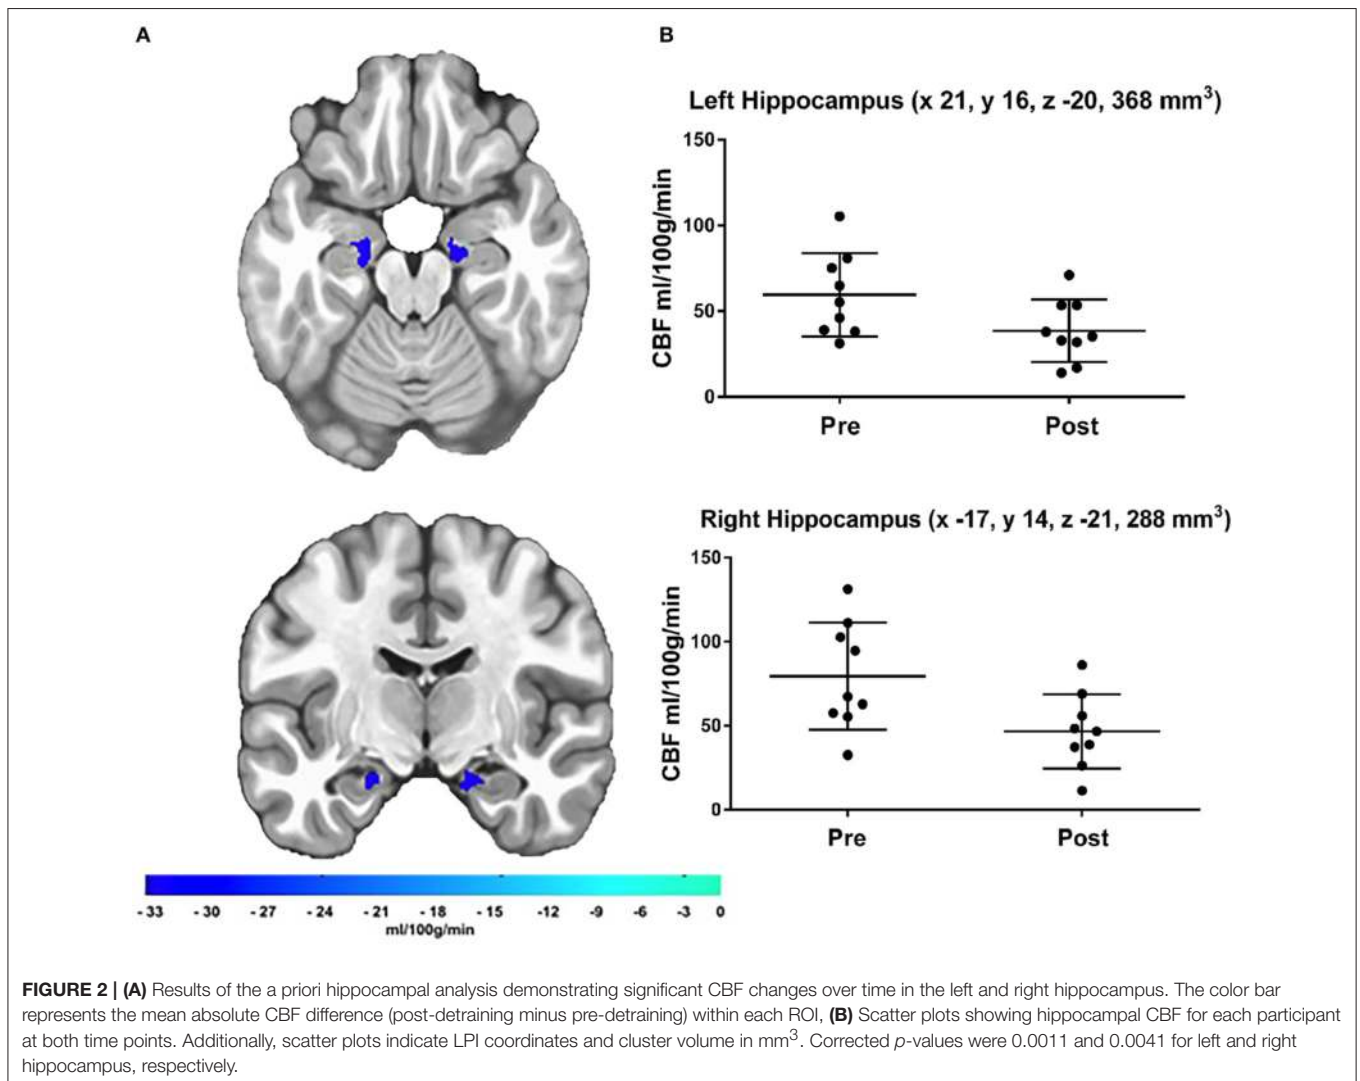 A
B
Left Hippocampus (x 21, y 16, z -20, 368 mm³)
150
100
50
0
CBF ml/100g/min
Pre
Post
Right Hippocampus (x -17, y 14, z -21, 288 mm³)
150
100
50
0
CBF ml/100g/min
Pre
Post
- 33 - 30 - 27 - 24 - 21 - 18 - 15 -12 -9 -6 -3 0
ml/100g/min
FIGURE 2 | (A) Results of the a priori hippocampal analysis demonstrating significant CBF changes over time in the left and right hippocampus. The color bar
represents the mean absolute CBF difference (post-detraining minus pre-detraining) within each ROI, (B) Scatter plots showing hippocampal CBF for each participant
at both time points. Additionally, scatter plots indicate LPI coordinates and cluster volume in mm³. Corrected p-values were 0.0011 and 0.0041 for left and right
hippocampus, respectively.